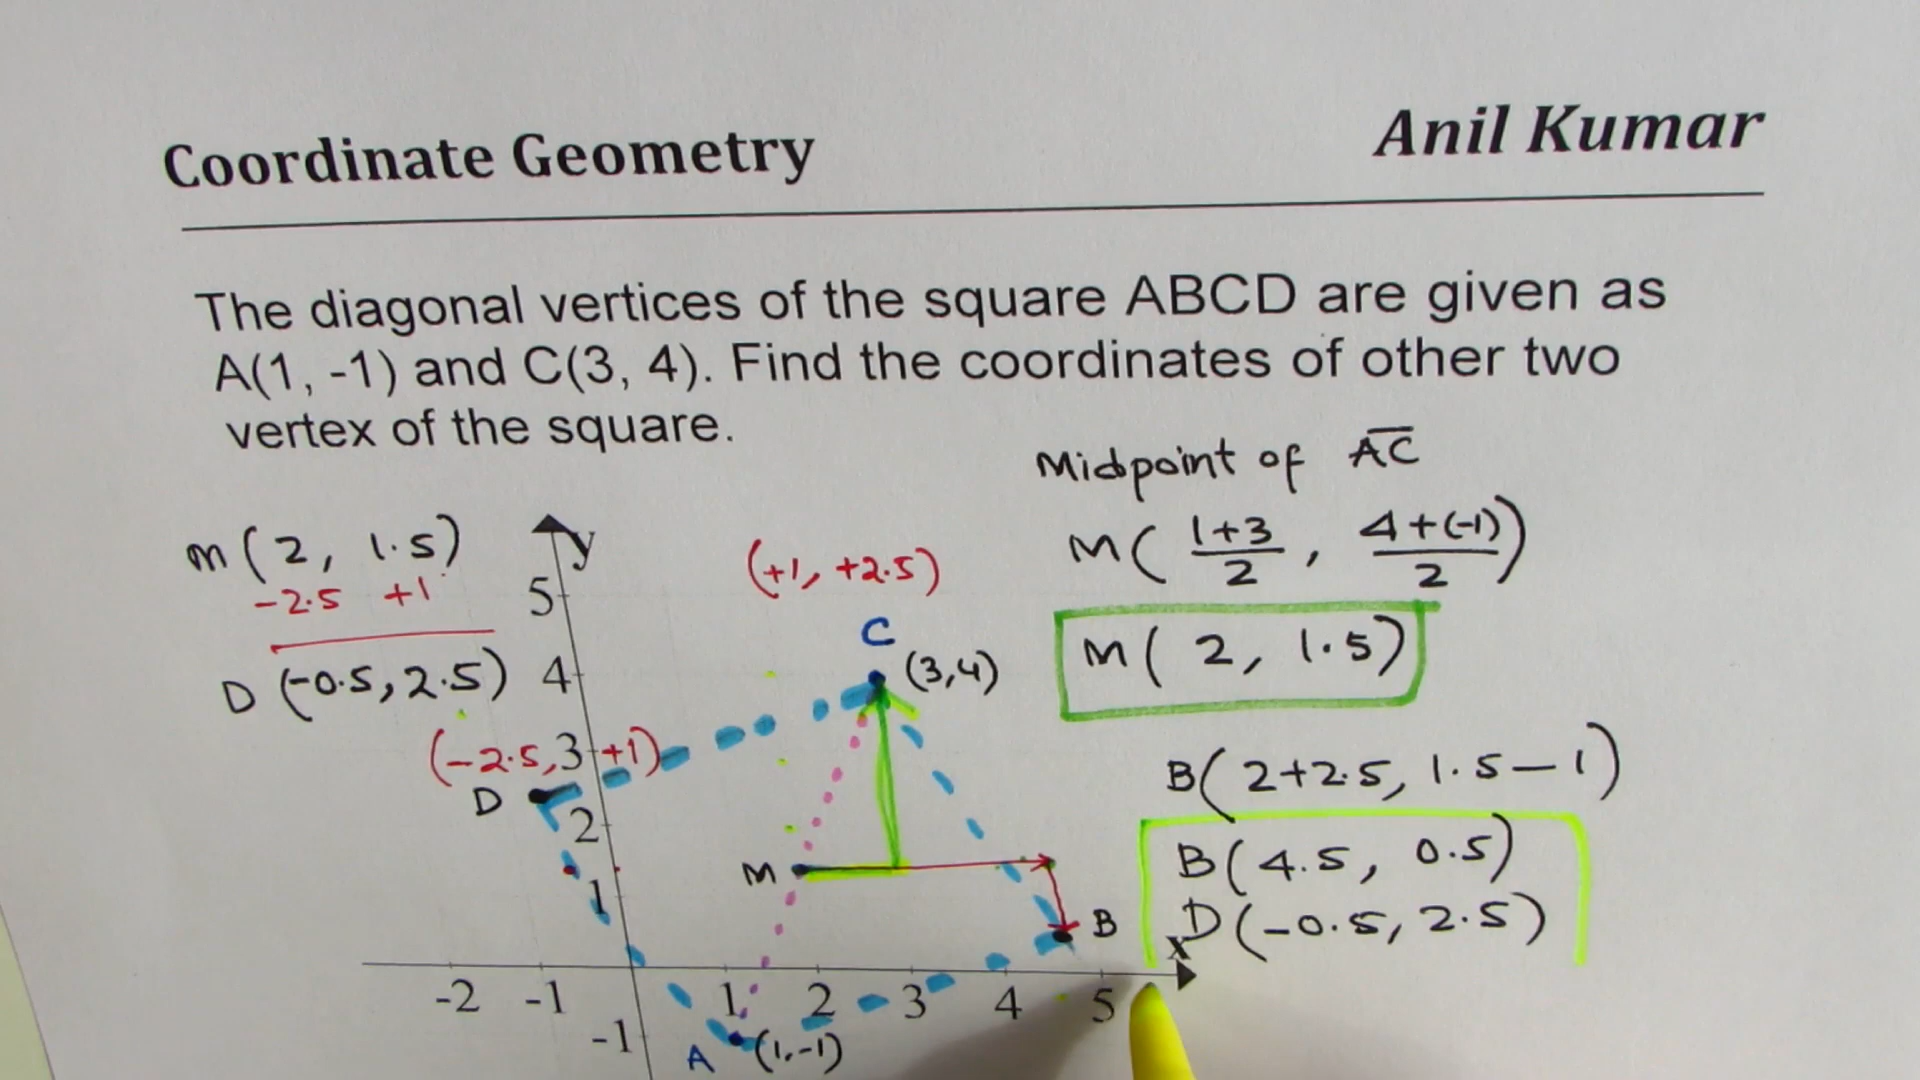 Coordinate Geometry
Anil Kumar
The diagonal vertices of the square ABCD are given as
A(1, -1) and C(3, 4). Find the coordinates of other two
vertex of the square.
Midpoint of AC
M( 1+3/2 , 4+(-1)/2 )
M( 2, 1.5)
B( 2+2.5, 1.5-1 )
B( 4.5, 0.5)
D(-0.5, 2.5)
M( 2, 1.5)
-2.5 +1
D (-0.5, 2.5)
y
5
4
3
2
1
-1
(+1, +2.5)
C
(3,4)
(-2.5, +1)
D
M
B
x
-2 -1 1 2 3 4 5
A (1,-1)